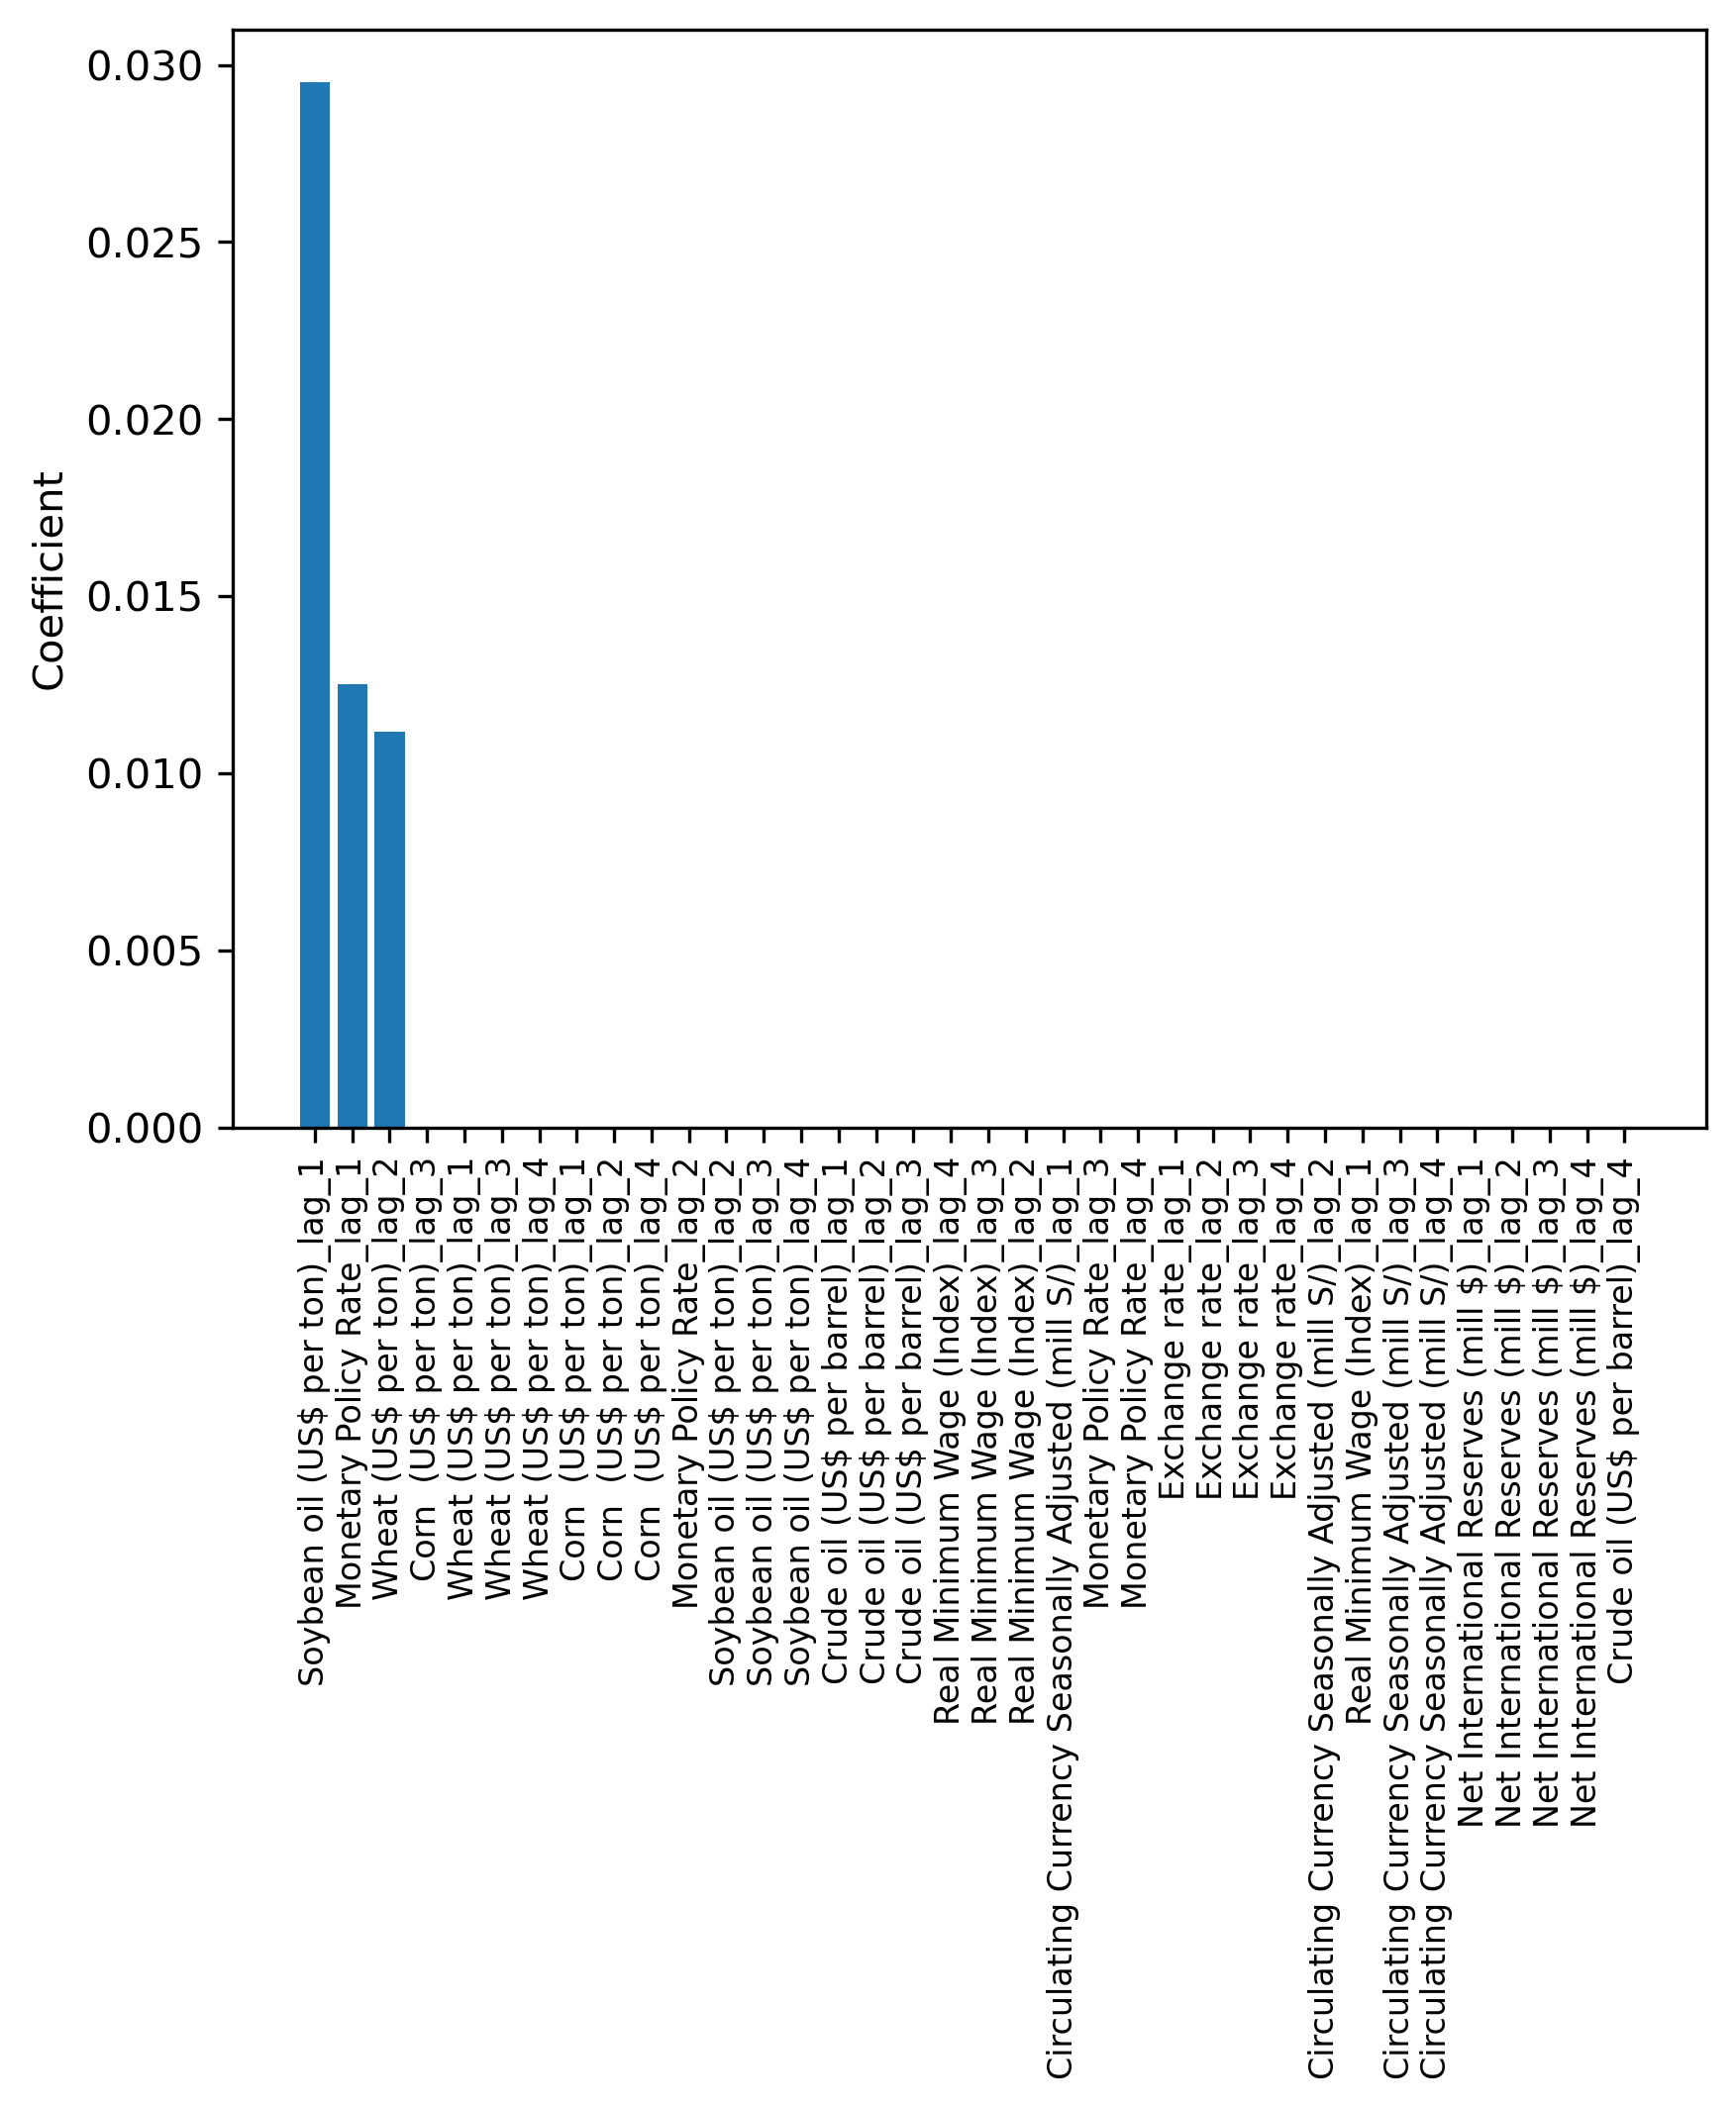 0.030
0.025
0.020
0.015
0.010
0.005
0.000
Coefficient
Soybean oil (US$ per ton)_lag_1
Monetary Policy Rate_lag_1
Wheat (US$ per ton)_lag_2
Corn  (US$ per ton)_lag_3
Wheat (US$ per ton)_lag_1
Wheat (US$ per ton)_lag_3
Wheat (US$ per ton)_lag_4
Corn  (US$ per ton)_lag_1
Corn  (US$ per ton)_lag_2
Corn  (US$ per ton)_lag_4
Monetary Policy Rate_lag_2
Soybean oil (US$ per ton)_lag_2
Soybean oil (US$ per ton)_lag_3
Soybean oil (US$ per ton)_lag_4
Crude oil (US$ per barrel)_lag_1
Crude oil (US$ per barrel)_lag_2
Crude oil (US$ per barrel)_lag_3
Real Minimum Wage (Index)_lag_4
Real Minimum Wage (Index)_lag_3
Real Minimum Wage (Index)_lag_2
Circulating Currency Seasonally Adjusted (mill S/)_lag_1
Monetary Policy Rate_lag_3
Monetary Policy Rate_lag_4
Exchange rate_lag_1
Exchange rate_lag_2
Exchange rate_lag_3
Exchange rate_lag_4
Circulating Currency Seasonally Adjusted (mill S/)_lag_2
Real Minimum Wage (Index)_lag_1
Circulating Currency Seasonally Adjusted (mill S/)_lag_3
Circulating Currency Seasonally Adjusted (mill S/)_lag_4
Net International Reserves (mill $)_lag_1
Net International Reserves (mill $)_lag_2
Net International Reserves (mill $)_lag_3
Net International Reserves (mill $)_lag_4
Crude oil (US$ per barrel)_lag_4